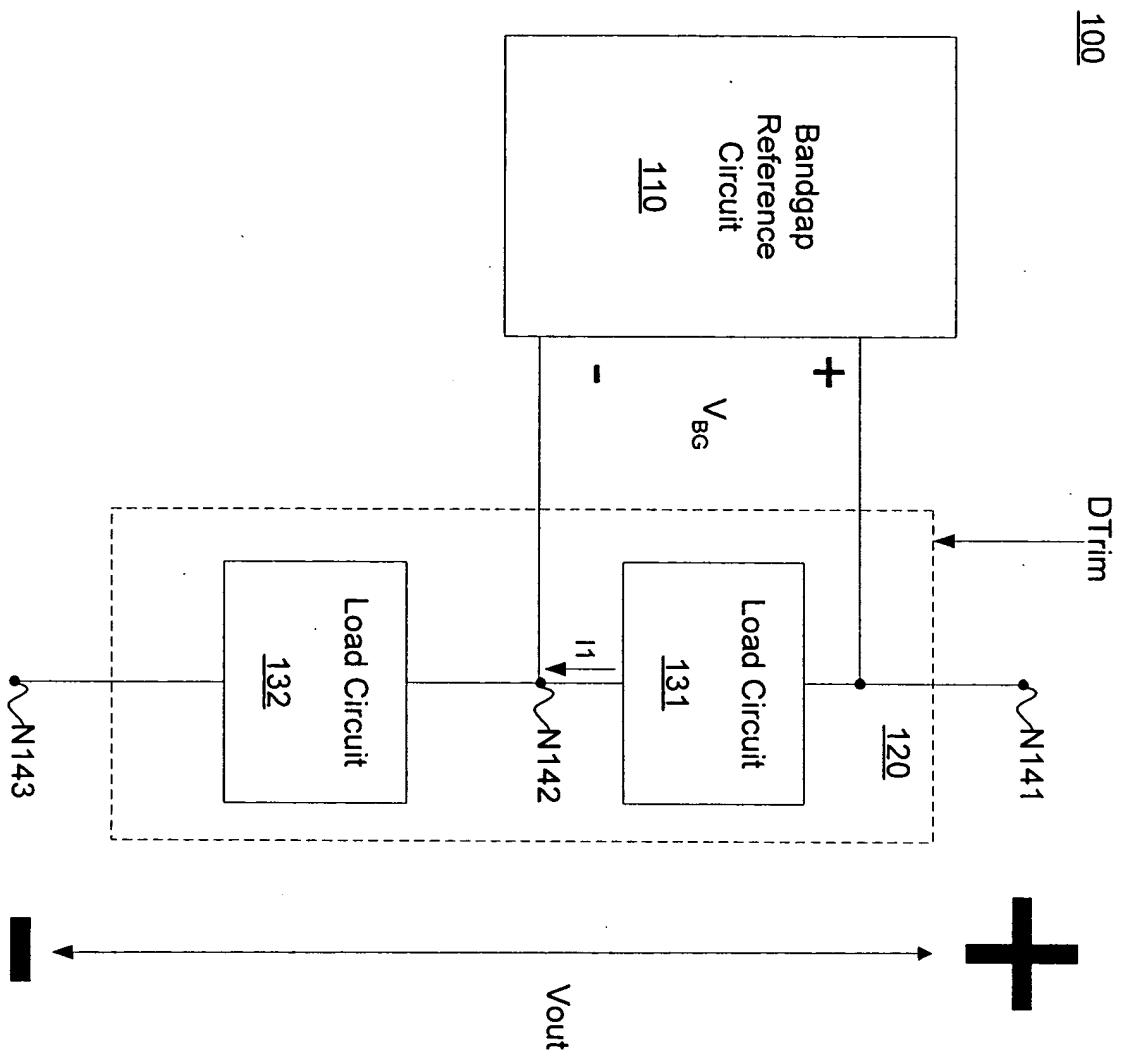 100
Bandgap
Reference
Circuit
110
+
V_BG
-
DTrim
120
N141
Load Circuit
131
I1
N142
Load Circuit
132
N143
+
Vout
-